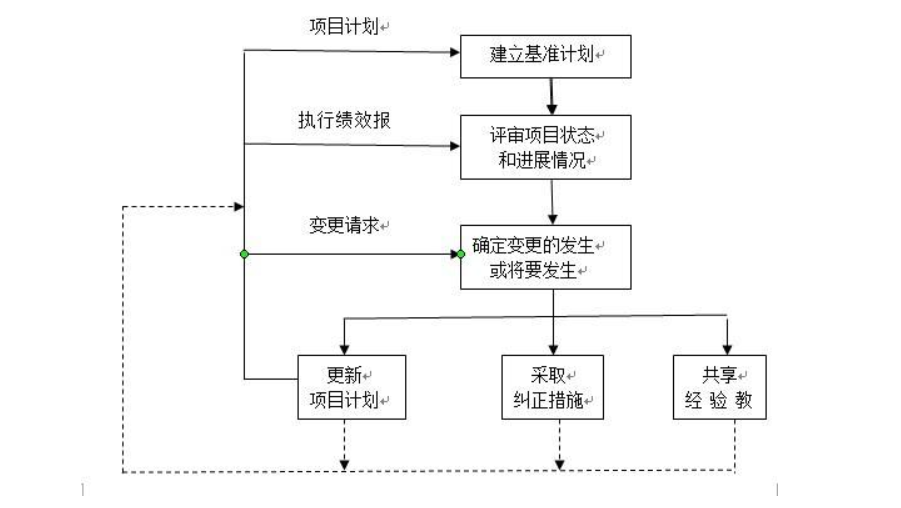 项目计划
建立基准计划
执行绩效报
评审项目状态
和进展情况
变更请求
确定变更的发生
或将要发生
更新
项目计划
采取
纠正措施
共享
经 验 教